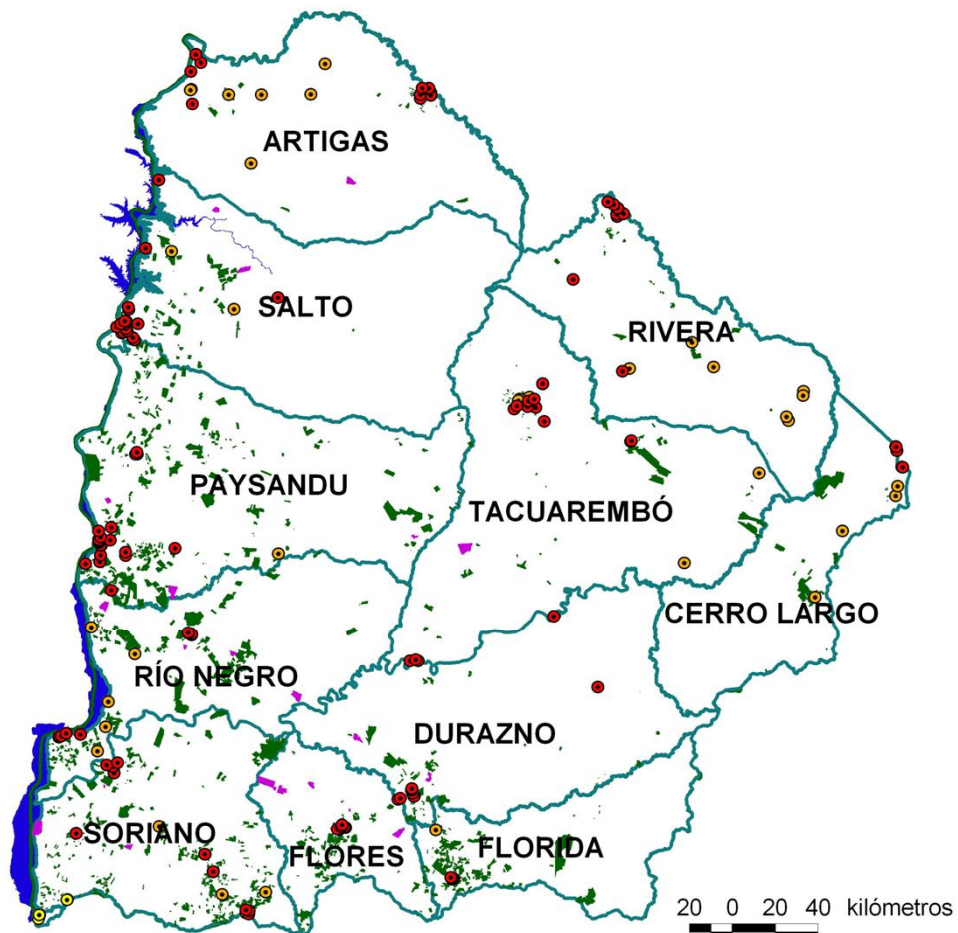 ARTIGAS
SALTO
RIVERA
PAYSANDU
TACUAREMBÓ
CERRO LARGO
RÍO NEGRO
DURAZNO
SORIANO
FLORES
FLORIDA
20 0 20 40 kilómetros